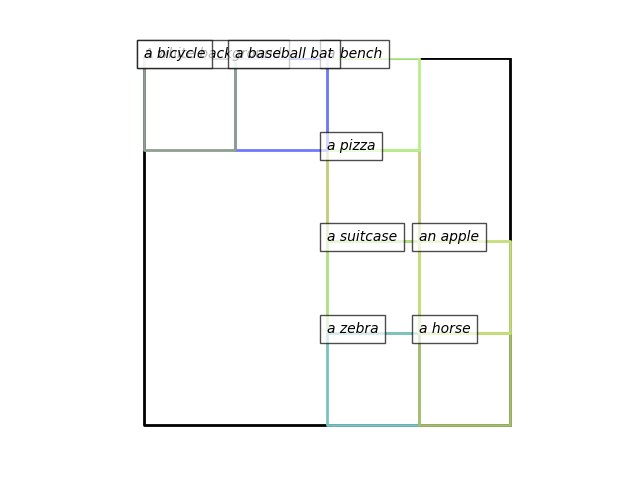 a bicycle
a baseball bat
a bench
a pizza
a suitcase
an apple
a zebra
a horse